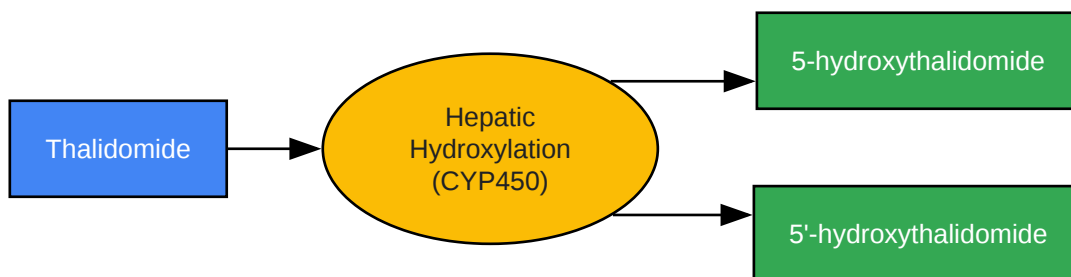 Thalidomide
Hepatic
Hydroxylation
(CYP450)
5-hydroxythalidomide
5'-hydroxythalidomide